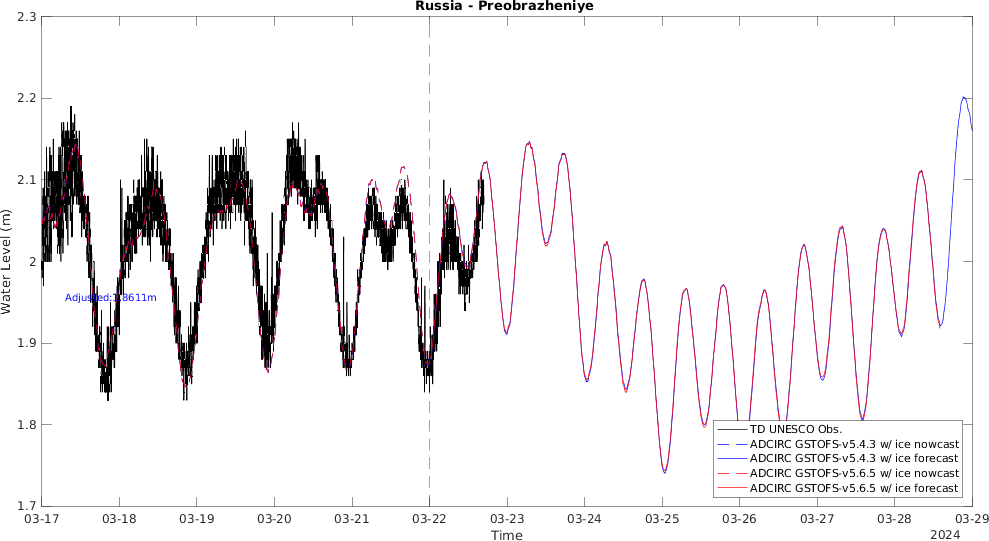 Russia - Preobrazheniye
2.3
2.2
2.1
2
1.9
1.8
1.7
Water Level (m)
Adjusted:1.8611m
TD UNESCO Obs.
ADCIRC GSTOFS-v5.4.3 w/ ice nowcast
ADCIRC GSTOFS-v5.4.3 w/ ice forecast
ADCIRC GSTOFS-v5.6.5 w/ ice nowcast
ADCIRC GSTOFS-v5.6.5 w/ ice forecast
03-17 03-18 03-19 03-20 03-21 03-22 03-23 03-24 03-25 03-26 03-27 03-28 03-29
Time
2024